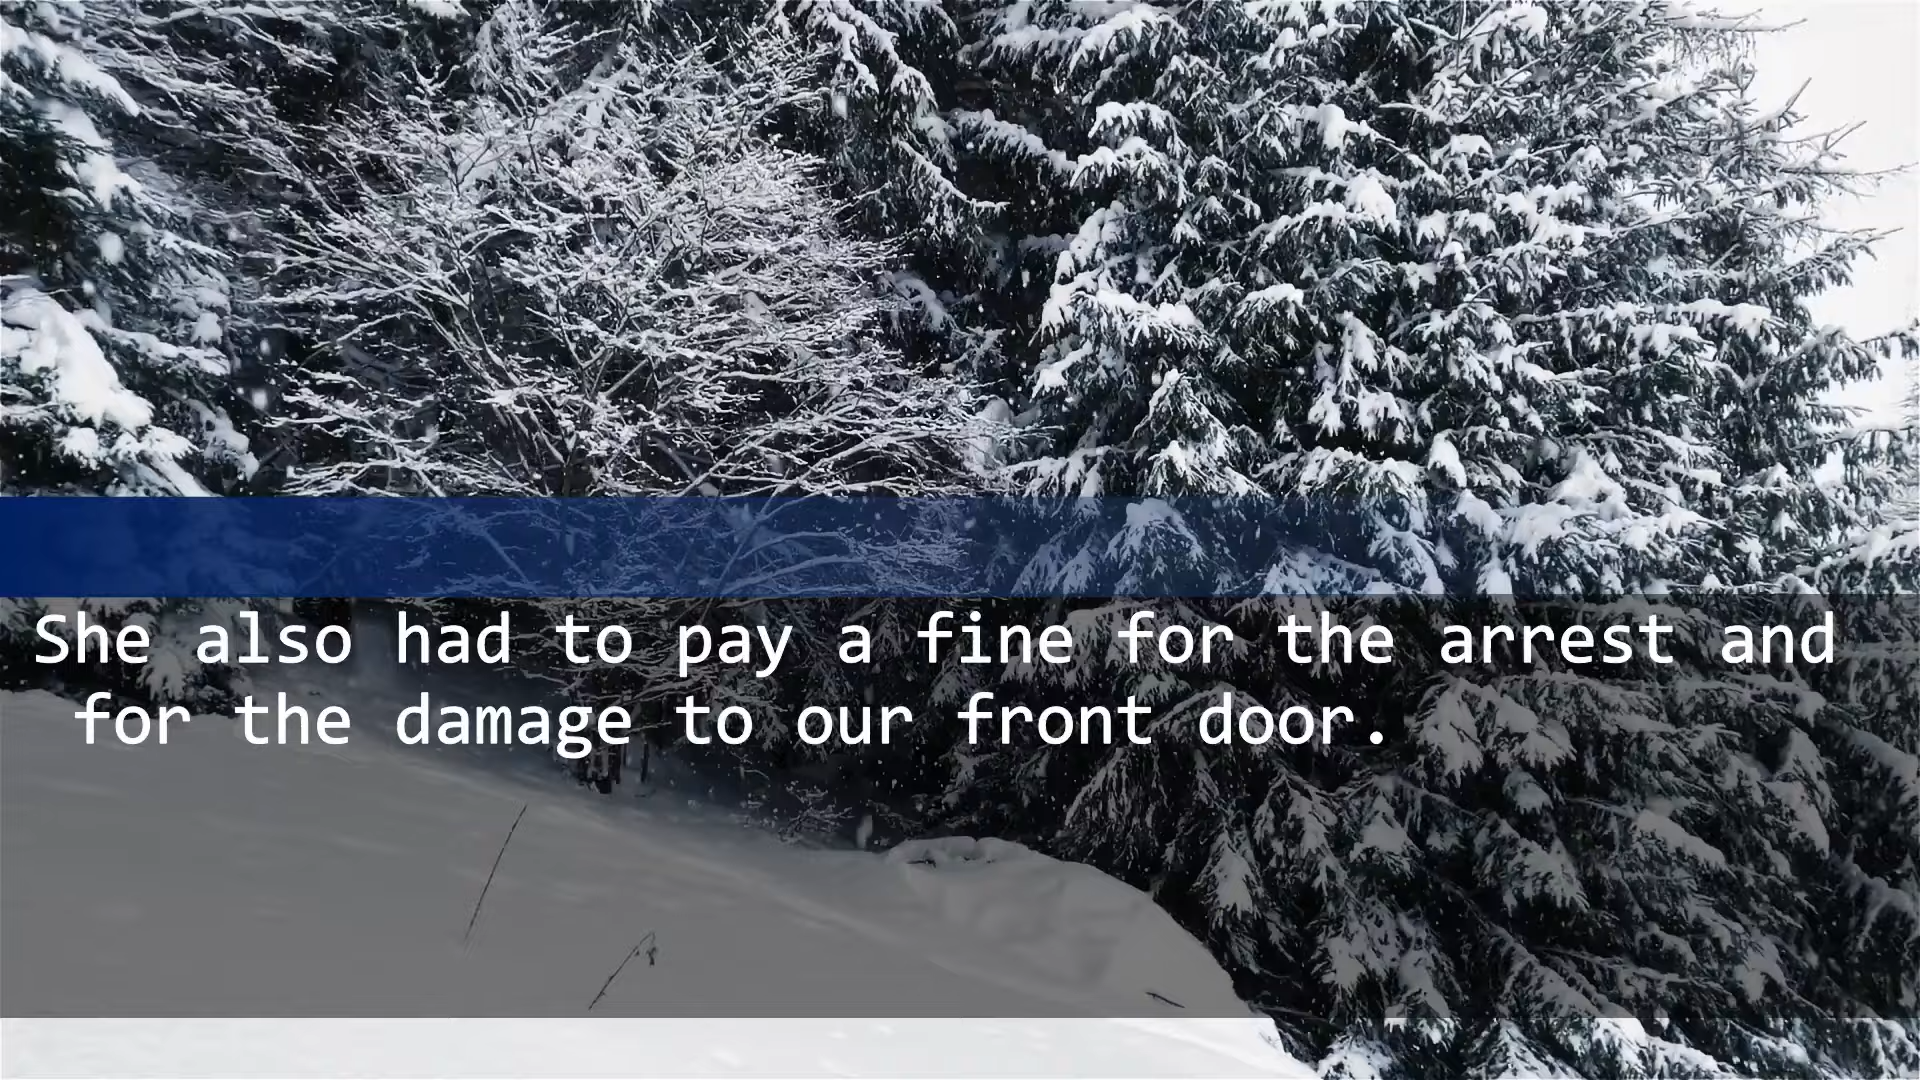 She also had to pay a fine for the arrest and
for the damage to our front door.